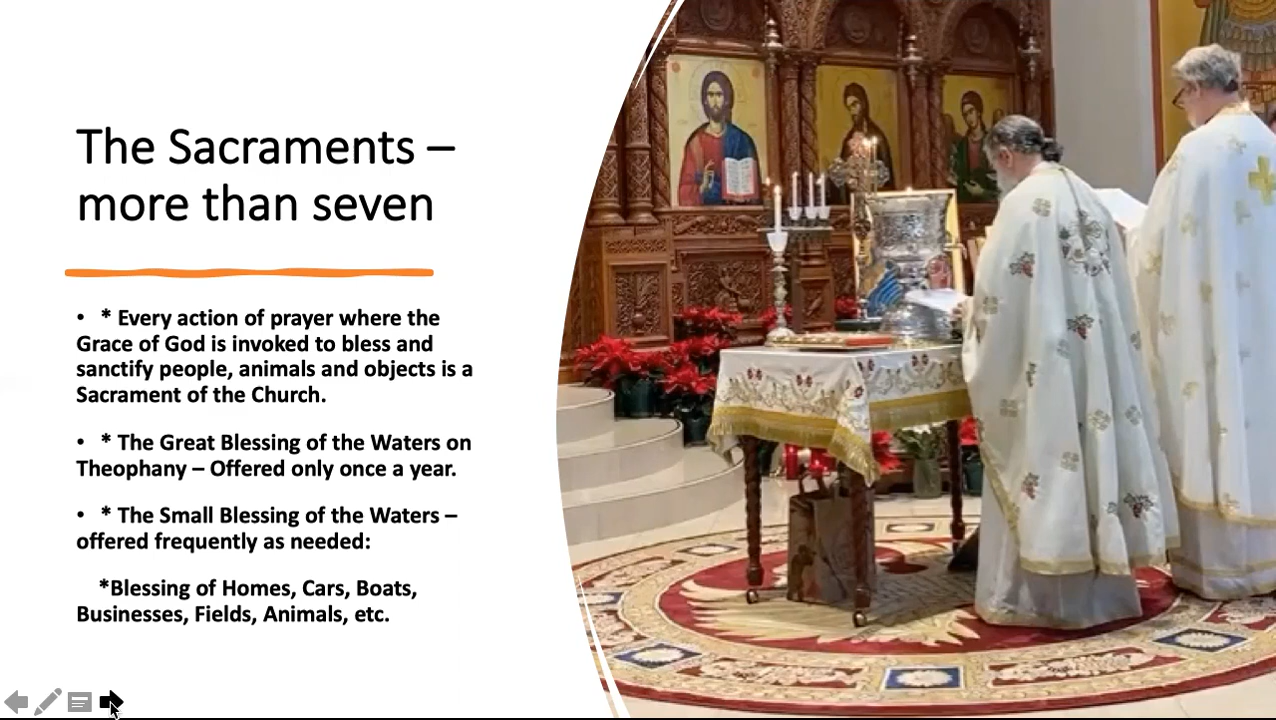 The Sacraments –
more than seven
• * Every action of prayer where the
Grace of God is invoked to bless and
sanctify people, animals and objects is a
Sacrament of the Church.
• * The Great Blessing of the Waters on
Theophany – Offered only once a year.
• * The Small Blessing of the Waters –
offered frequently as needed:
*Blessing of Homes, Cars, Boats,
Businesses, Fields, Animals, etc.